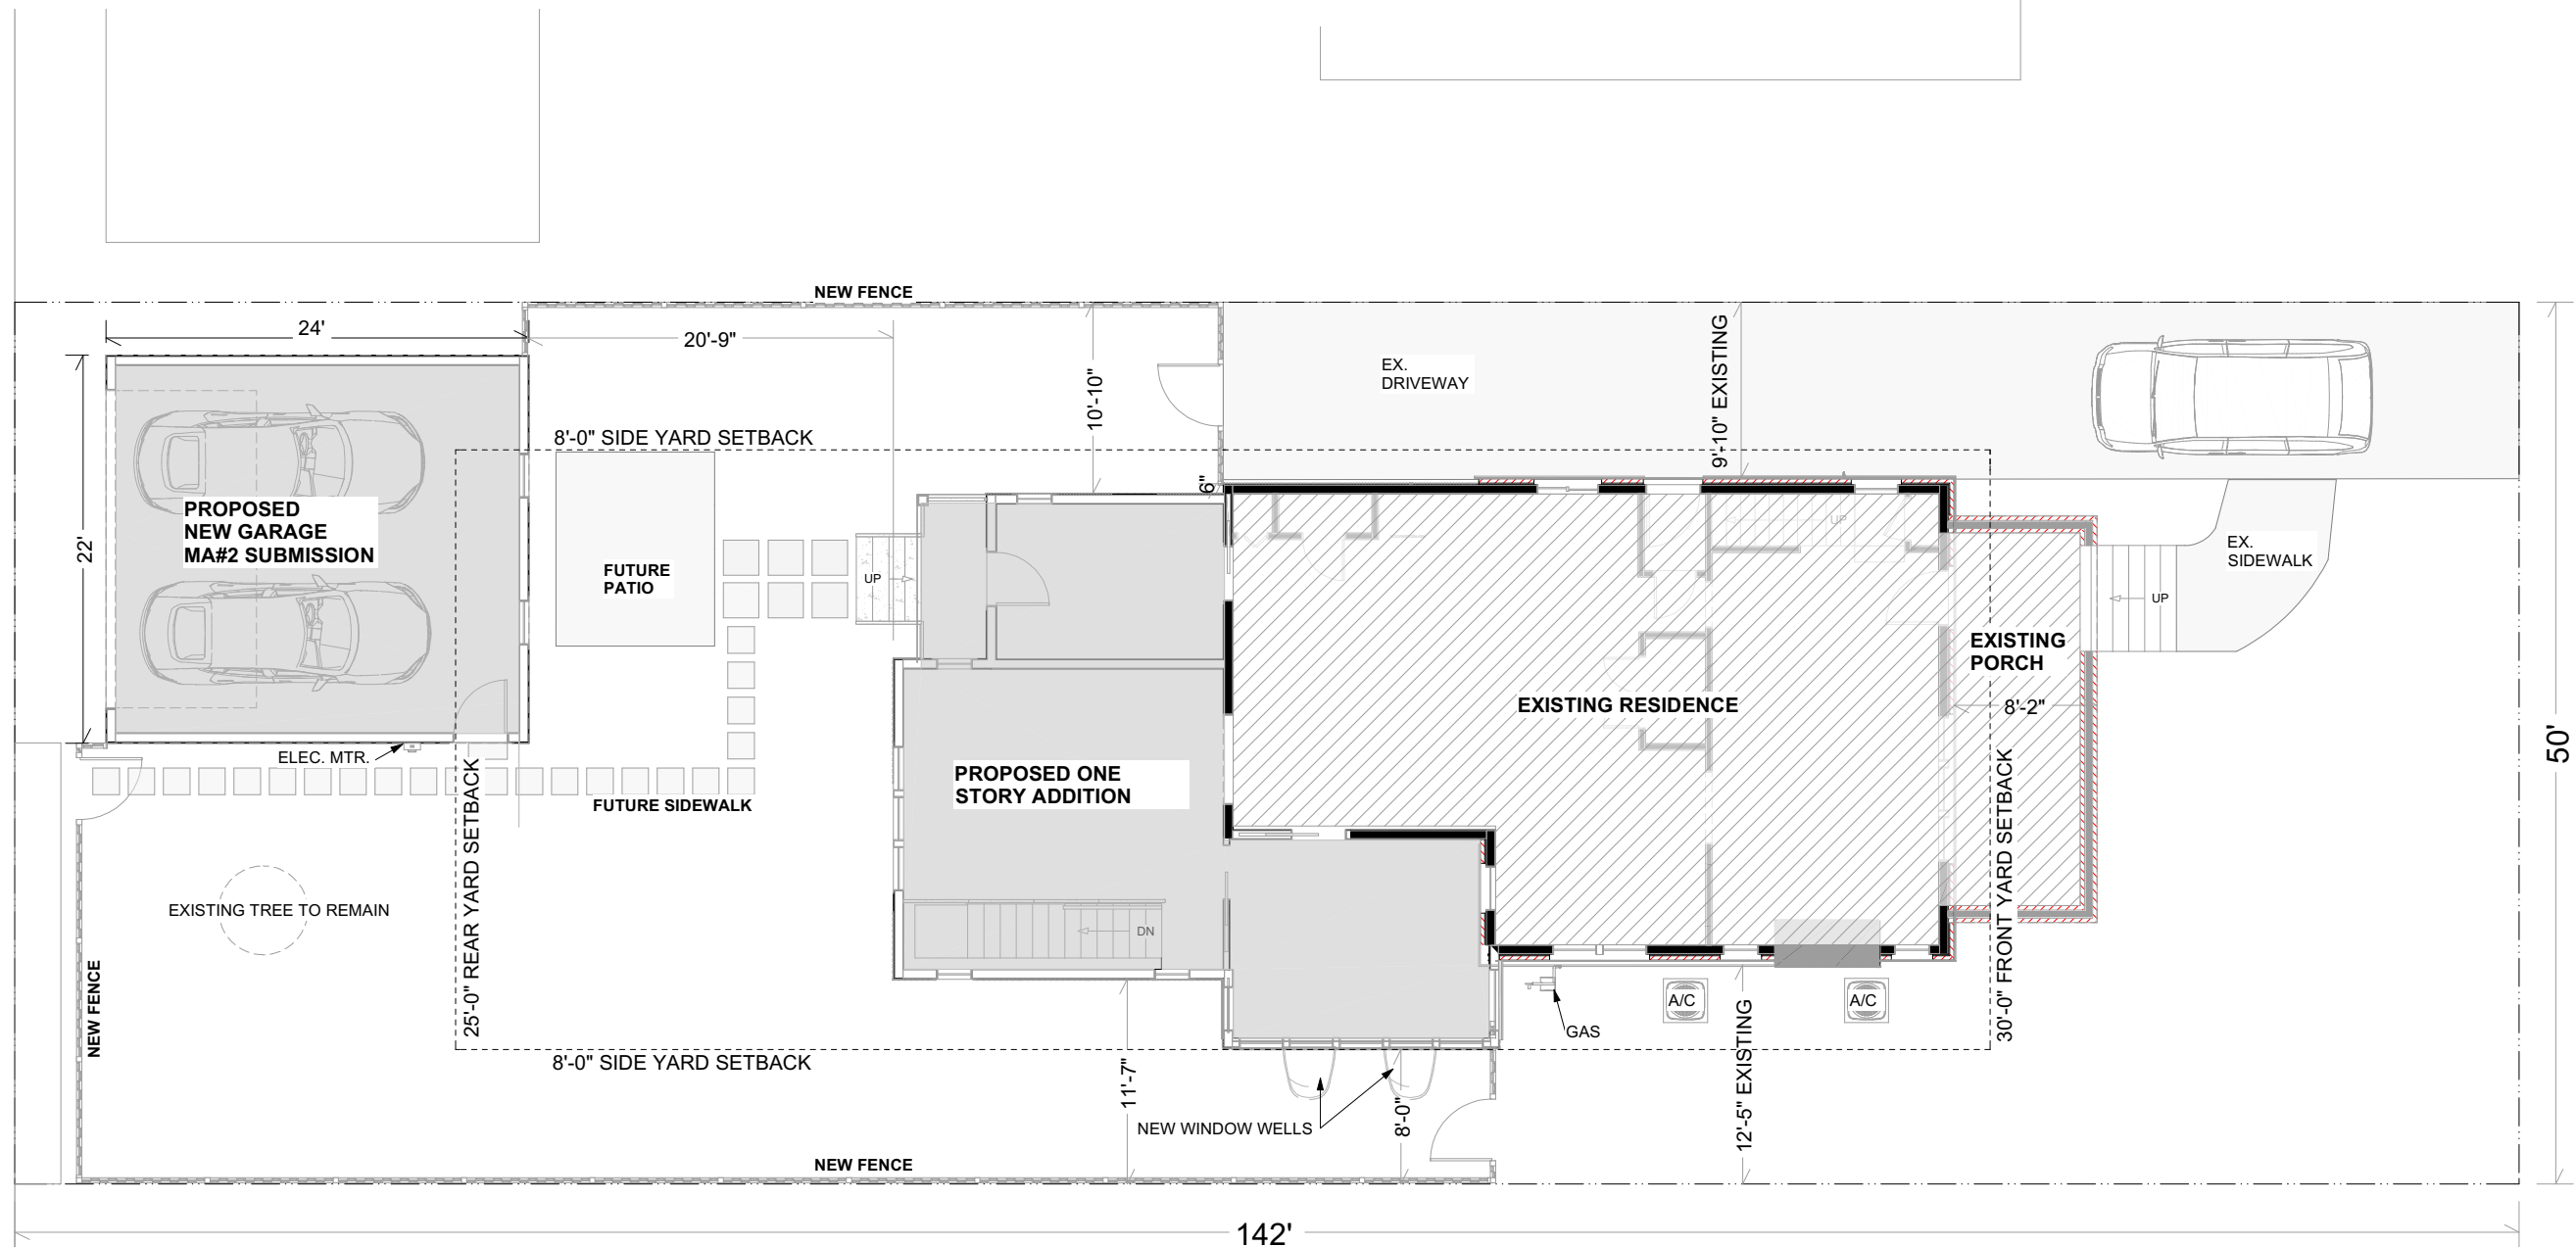 NEW FENCE
24'
20'-9"
10'-10"
9'-10" EXISTING
EX.
DRIVEWAY
8'-0" SIDE YARD SETBACK
6"
UP
PROPOSED
NEW GARAGE
MA#2 SUBMISSION
22'
FUTURE
PATIO
UP
EX.
SIDEWALK
UP
EXISTING
PORCH
8'-2"
EXISTING RESIDENCE
50'
ELEC. MTR.
FUTURE SIDEWALK
PROPOSED ONE
STORY ADDITION
25'-0" REAR YARD SETBACK
30'-0" FRONT YARD SETBACK
EXISTING TREE TO REMAIN
DN
NEW FENCE
A/C
A/C
GAS
8'-0" SIDE YARD SETBACK
11'-7"
8'-0"
12'-5" EXISTING
NEW WINDOW WELLS
NEW FENCE
142'